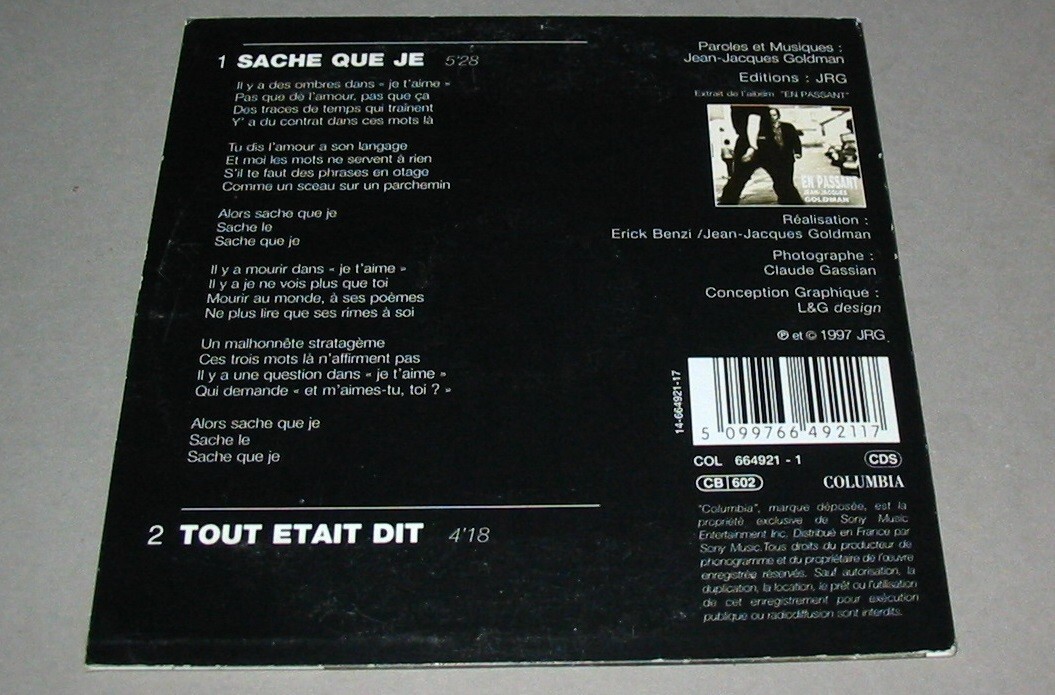 1 SACHE QUE JE 5'28
Il y a des ombres dans « je t'aime »
Pas que de l'amour, pas que ça
Des traces de temps qui traînent
Y' a du contrat dans ces mots là
Tu dis l'amour a son langage
Et moi les mots ne servent à rien
S'il te faut des phrases en otage
Comme un sceau sur un parchemin
Alors sache que je
Sache le
Sache que je
Il y a mourir dans « je t'aime »
Il y a je ne vois plus que toi
Mourir au monde, à ses poèmes
Ne plus lire que ses rimes à soi
Un malhonnête stratagème
Ces trois mots là n'affirment pas
Il y a une question dans « je t'aime »
Qui demande « et m'aimes-tu, toi ? »
Alors sache que je
Sache le
Sache que je
2 TOUT ETAIT DIT 4'18
Paroles et Musiques :
Jean-Jacques Goldman
Editions : JRG
Extrait de l'album "EN PASSANT"
EN PASSANT
JEAN-JACQUES
GOLDMAN
Réalisation :
Erick Benzi /Jean-Jacques Goldman
Photographe :
Claude Gassian
Conception Graphique :
L&G design
℗ et © 1997 JRG
14-664921-17
5 099766 492117
COL 664921 - 1 CDS
CB 602 COLUMBIA
"Columbia", marque déposée, est la
propriété exclusive de Sony Music
Entertainment Inc. Distribué en France par
Sony Music.Tous droits du producteur de
phonogramme et du propriétaire de l'œuvre
enregistrée réservés. Sauf autorisation, la
duplication, la location, le prêt ou l'utilisation
de cet enregistrement pour exécution
publique ou radiodiffusion sont interdits.